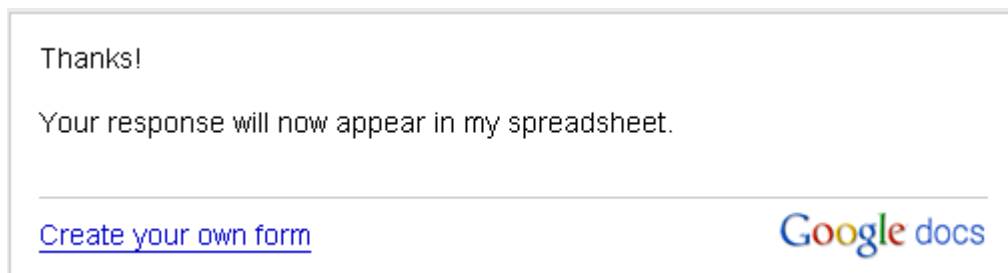 Thanks!
Your response will now appear in my spreadsheet.
Create your own form
Google docs